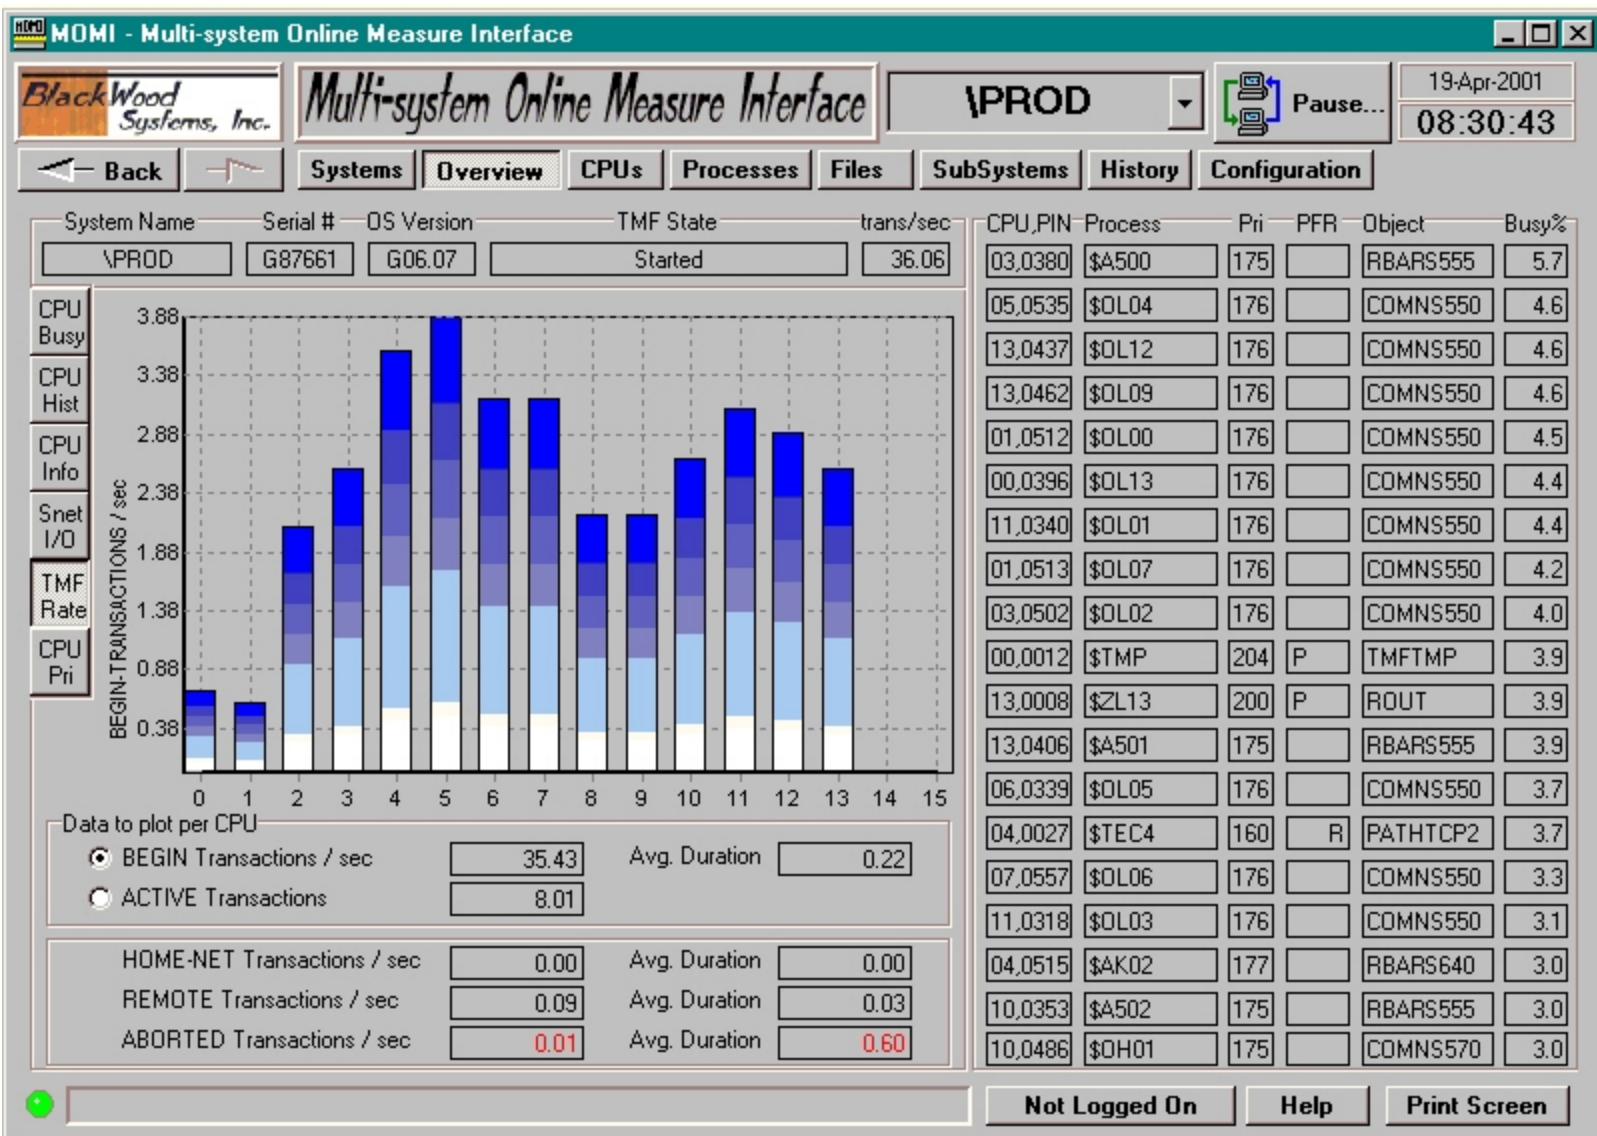 MOMI
MOMI - Multi-system Online Measure Interface
BlackWood Systems, Inc.
Multi-system Online Measure Interface
\PROD
Pause...
19-Apr-2001
08:30:43
Back
Systems Overview CPUs Processes Files SubSystems History Configuration
System Name Serial # OS Version TMF State trans/sec
\PROD G87661 G06.07 Started 36.06
CPU Busy
CPU Hist
CPU Info
Snet I/O
TMF Rate
CPU Pri
BEGIN-TRANSACTIONS / sec
3.88
3.38
2.88
2.38
1.88
1.38
0.88
0.38
0 1 2 3 4 5 6 7 8 9 10 11 12 13 14 15
Data to plot per CPU
BEGIN Transactions / sec 35.43 Avg. Duration 0.22
ACTIVE Transactions 8.01
HOME-NET Transactions / sec 0.00 Avg. Duration 0.00
REMOTE Transactions / sec 0.09 Avg. Duration 0.03
ABORTED Transactions / sec 0.01 Avg. Duration 0.60
CPU,PIN Process Pri PFR Object Busy%
03,0380 $A500 175 RBARS555 5.7
05,0535 $OL04 176 COMNS550 4.6
13,0437 $OL12 176 COMNS550 4.6
13,0462 $OL09 176 COMNS550 4.6
01,0512 $OL00 176 COMNS550 4.5
00,0396 $OL13 176 COMNS550 4.4
11,0340 $OL01 176 COMNS550 4.4
01,0513 $OL07 176 COMNS550 4.2
03,0502 $OL02 176 COMNS550 4.0
00,0012 $TMP 204 P TMFTMP 3.9
13,0008 $ZL13 200 P ROUT 3.9
13,0406 $A501 175 RBARS555 3.9
06,0339 $OL05 176 COMNS550 3.7
04,0027 $TEC4 160 R PATHTCP2 3.7
07,0557 $OL06 176 COMNS550 3.3
11,0318 $OL03 176 COMNS550 3.1
04,0515 $AK02 177 RBARS640 3.0
10,0353 $A502 175 RBARS555 3.0
10,0486 $OH01 175 COMNS570 3.0
Not Logged On Help Print Screen